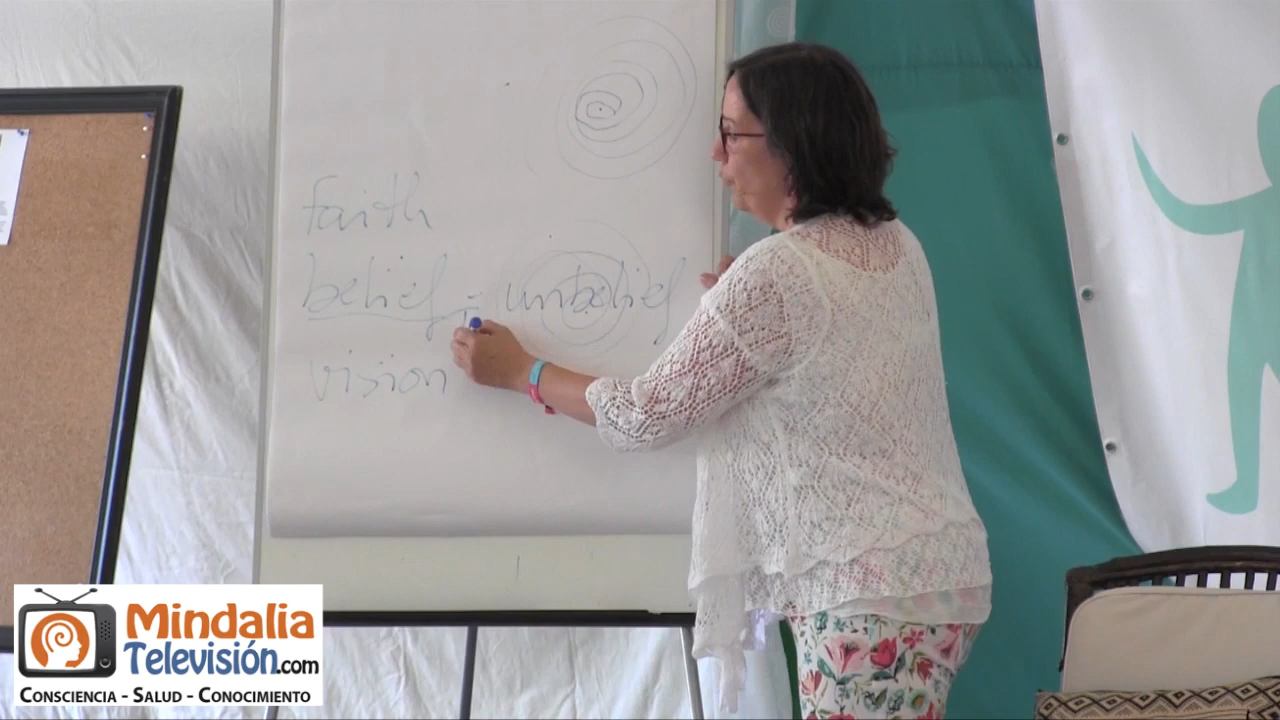 faith
belief - unbelief
vision
Mindalia
Televisión.com
Consciencia - Salud - Conocimiento